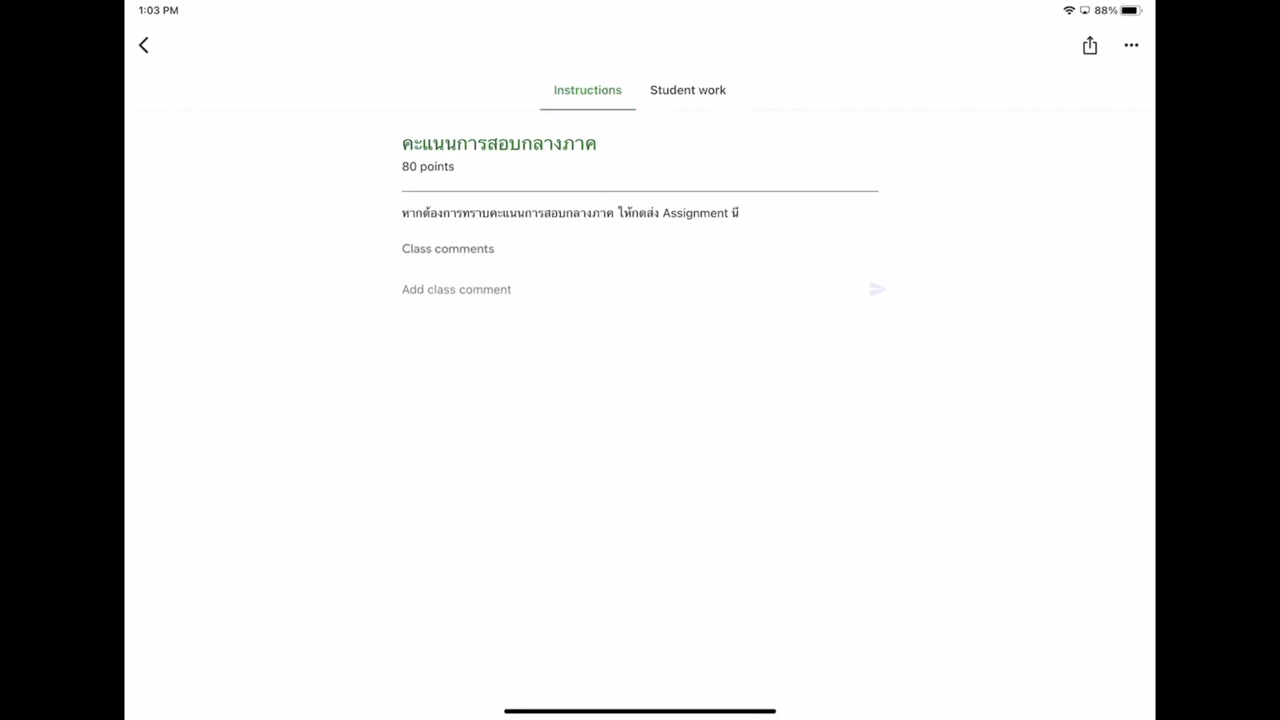 1:03 PM
88%
Instructions
Student work
คะแนนการสอบกลางภาค
80 points
หากต้องการทราบคะแนนการสอบกลางภาค ให้กดส่ง Assignment นี้
Class comments
Add class comment